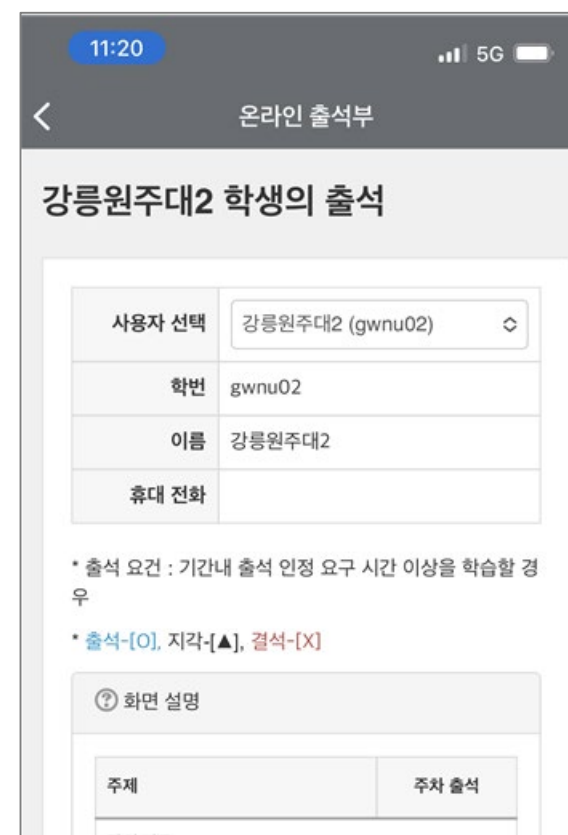 11:20
5G
온라인 출석부
강릉원주대2 학생의 출석
사용자 선택 강릉원주대2 (gwnu02)
학번 gwnu02
이름 강릉원주대2
휴대 전화
* 출석 요건 : 기간내 출석 인정 요구 시간 이상을 학습할 경
우
* 출석-[O], 지각-[▲], 결석-[X]
화면 설명
주제 주차 출석